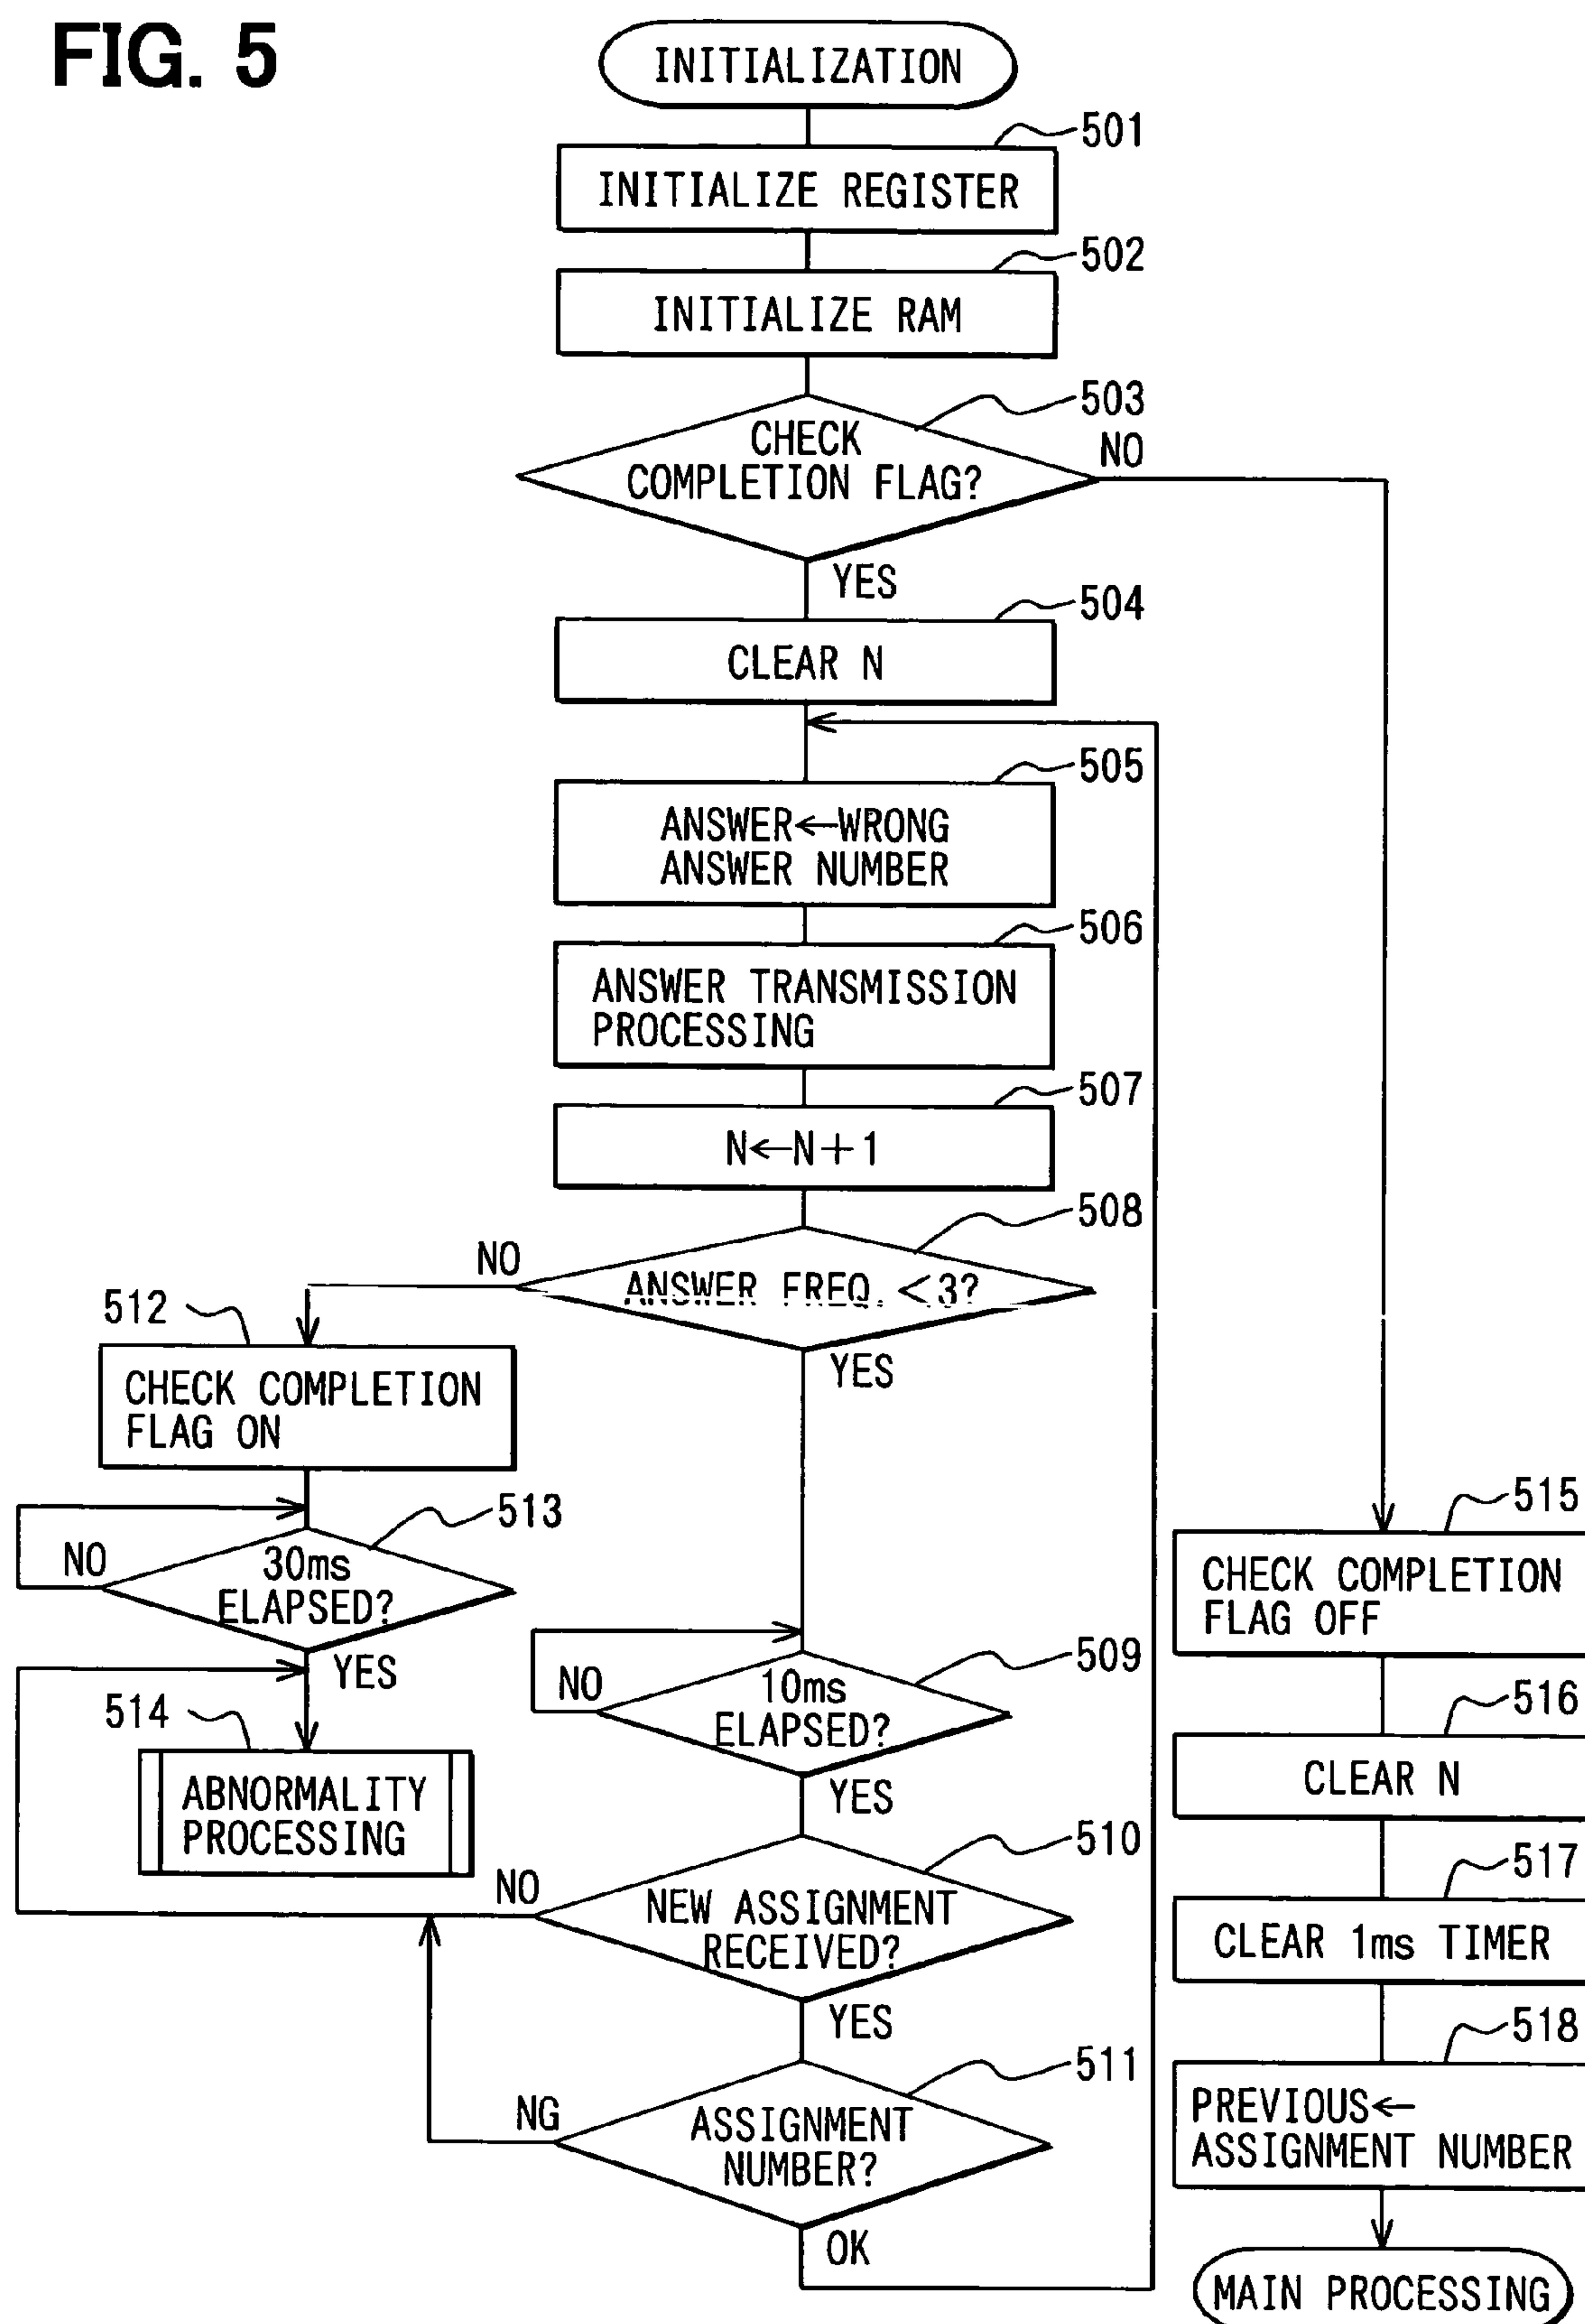 FIG. 5
INITIALIZATION
501
INITIALIZE REGISTER
502
INITIALIZE RAM
503
CHECK
COMPLETION FLAG?
NO
YES
504
CLEAR N
505
ANSWER←WRONG
ANSWER NUMBER
506
ANSWER TRANSMISSION
PROCESSING
507
N←N+1
508
ANSWER FREQ. <3?
NO
YES
512
CHECK COMPLETION
FLAG ON
513
30ms
ELAPSED?
NO
YES
514
ABNORMALITY
PROCESSING
509
10ms
ELAPSED?
NO
YES
510
NEW ASSIGNMENT
RECEIVED?
NO
YES
511
ASSIGNMENT
NUMBER?
NG
OK
515
CHECK COMPLETION
FLAG OFF
516
CLEAR N
517
CLEAR 1ms TIMER
518
PREVIOUS←
ASSIGNMENT NUMBER
MAIN PROCESSING